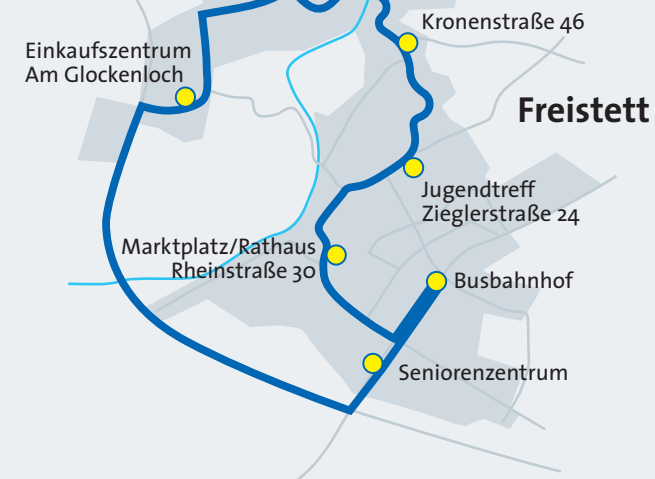 Kronenstraße 46
Einkaufszentrum
Am Glockenloch
Freistett
Jugendtreff
Zieglerstraße 24
Marktplatz/Rathaus
Rheinstraße 30
Busbahnhof
Seniorenzentrum